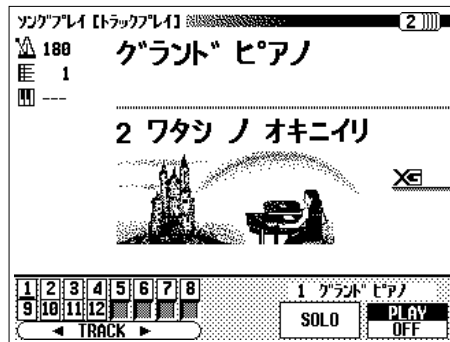 ソングプレイ【トラックプレイ】
2
180
1
---
グランド ピアノ
2 ワタシ ノ オキニイリ
XG
1 2 3 4 5 6 7 8
9 10 11 12
◀ TRACK ▶
1 グランド ピアノ
SOLO
PLAY
OFF